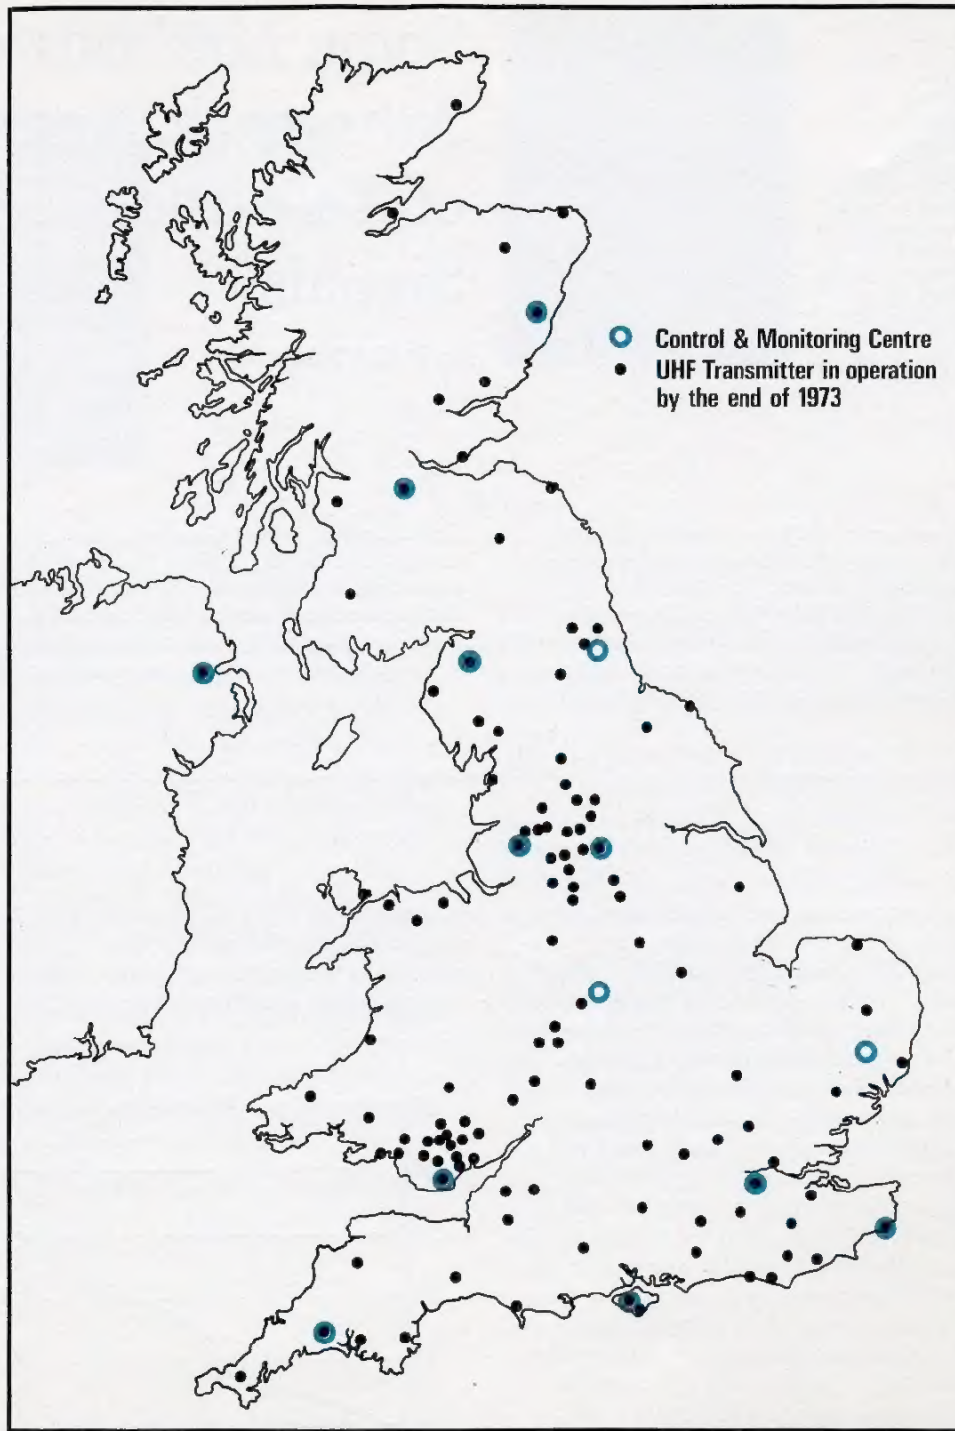 Control & Monitoring Centre
UHF Transmitter in operation
by the end of 1973